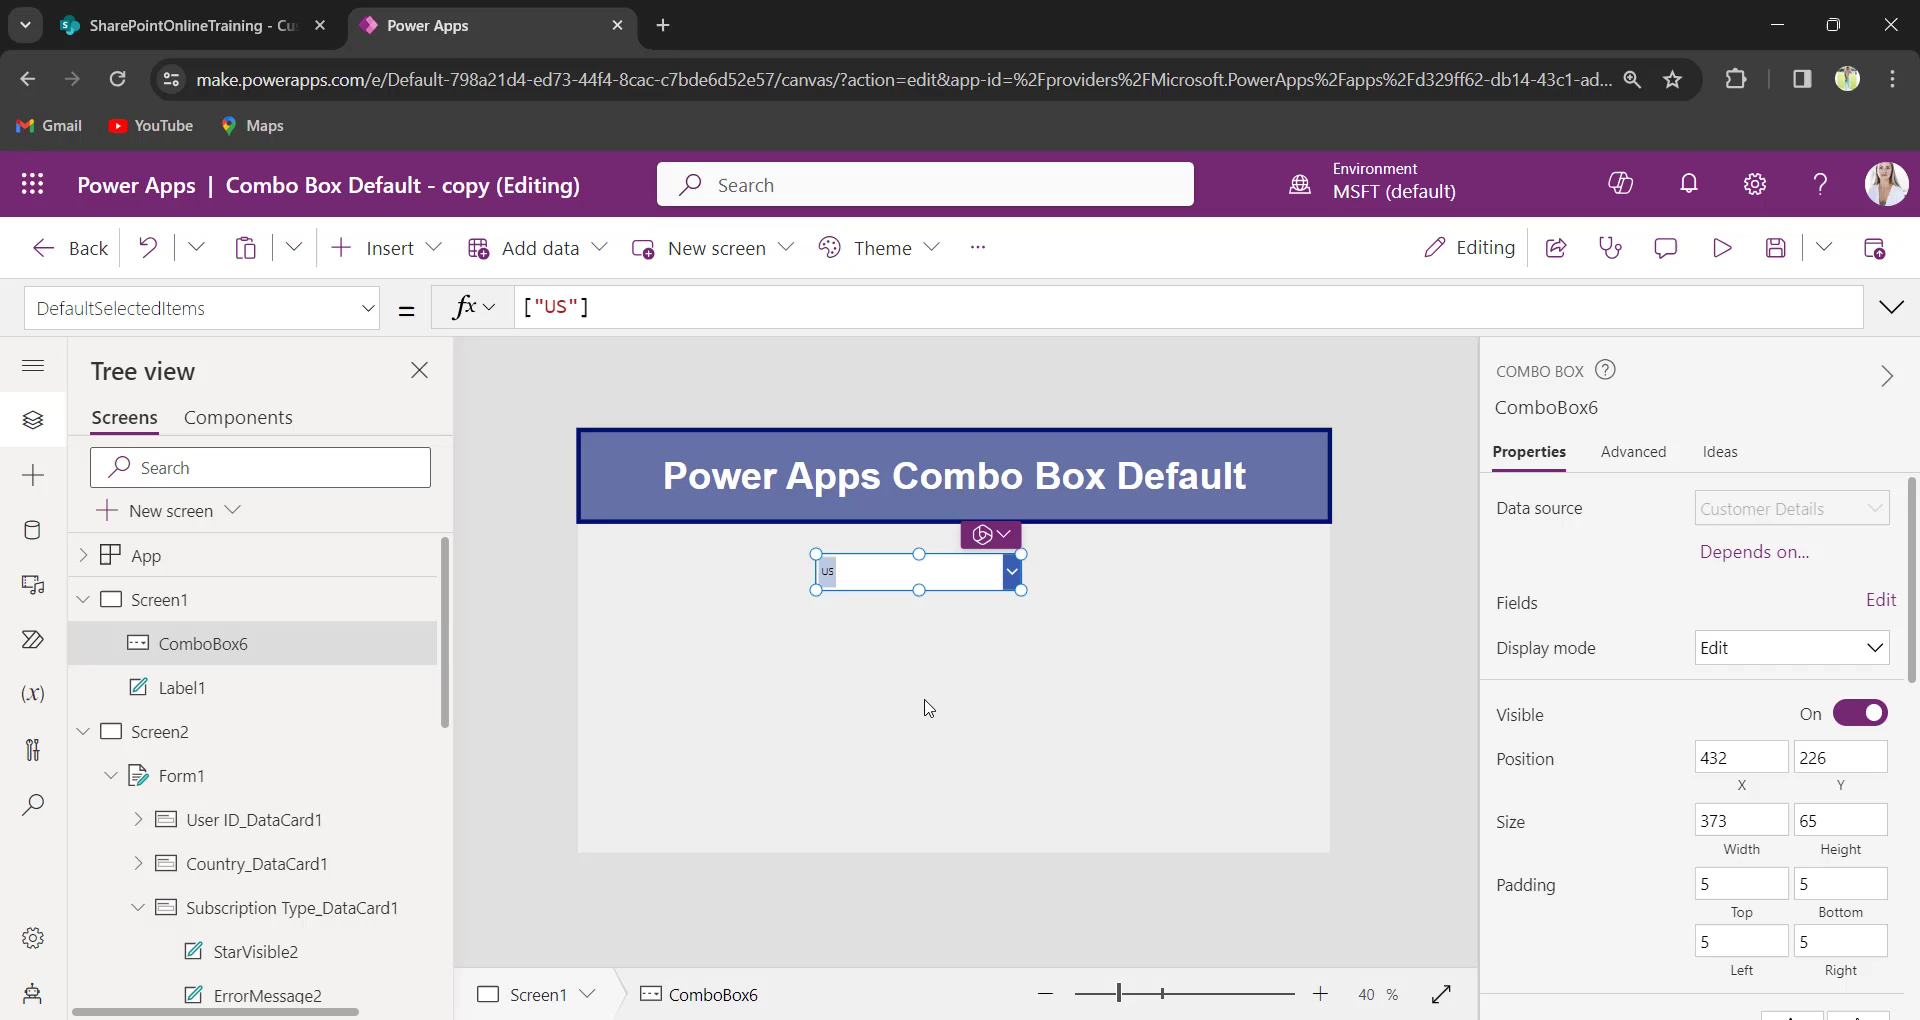 SharePointOnlineTraining - Cu
Power Apps
make.powerapps.com/e/Default-798a21d4-ed73-44f4-8cac-c7bde6d52e57/canvas/?action=edit&app-id=%2Fproviders%2FMicrosoft.PowerApps%2Fapps%2Fd329ff62-db14-43c1-ad...
Gmail YouTube Maps
Power Apps | Combo Box Default - copy (Editing)
Search
Environment
MSFT (default)
Back Insert Add data New screen Theme ... Editing
DefaultSelectedItems = fx ["US"]
Tree view
Screens Components
Search
New screen
App
Screen1
ComboBox6
Label1
Screen2
Form1
User ID_DataCard1
Country_DataCard1
Subscription Type_DataCard1
StarVisible2
ErrorMessage2
Power Apps Combo Box Default
US
Screen1 ComboBox6 40 %
COMBO BOX
ComboBox6
Properties Advanced Ideas
Data source Customer Details
Depends on...
Fields Edit
Display mode Edit
Visible On
Position 432 226
X Y
Size 373 65
Width Height
Padding 5 5
Top Bottom
5 5
Left Right